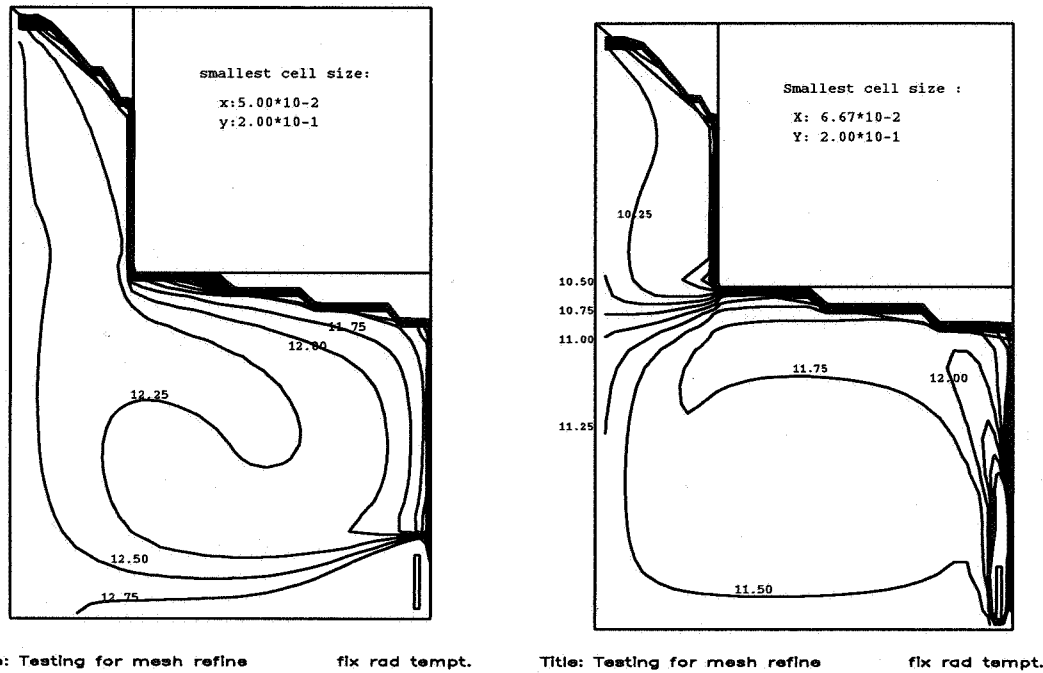 smallest cell size:
x:5.00*10-2
y:2.00*10-1
11.75
12.00
12.25
12.50
12.75
: Testing for mesh refine fix rad tempt.
Smallest cell size :
X: 6.67*10-2
Y: 2.00*10-1
10.25
10.50
10.75
11.00
11.75
12.00
11.25
11.50
Title: Testing for mesh refine fix rad tempt.